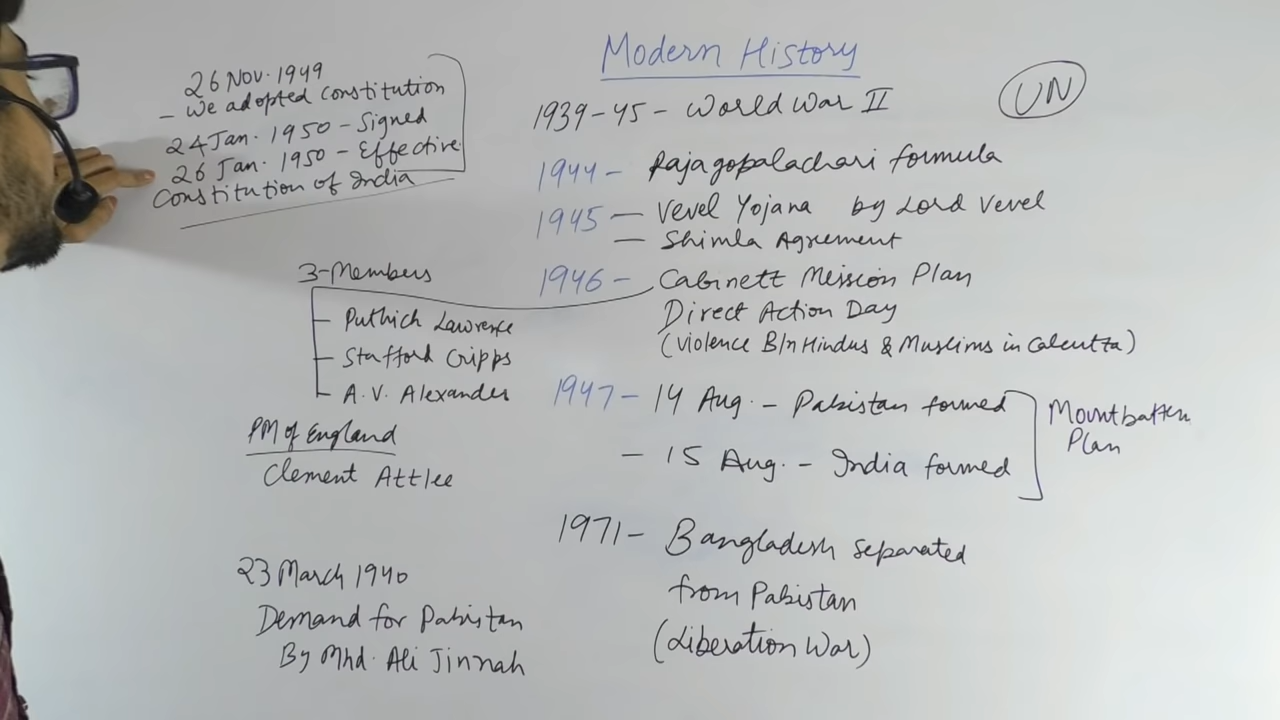 Modern History
UN
1939-45 - World War II
1944 - Rajagopalachari formula
1945 - Vevel Yojana by Lord Vevel
- Shimla Agreement
1946 - Cabinett Mission Plan
Direct Action Day
(Violence B/n Hindus & Muslims in Calcutta)
1947 - 14 Aug. - Pakistan formed
- 15 Aug. - India formed
Mountbatten
Plan
1971 - Bangladesh separated
from Pakistan
(Liberation War)
26 Nov. 1949
- We adopted constitution
24 Jan. 1950 - Signed
26 Jan. 1950 - Effective
Constitution of India
3-Members
- Puthich Lawrence
- Stafford Cripps
- A.V. Alexander
PM of England
Clement Attlee
23 March 1940
Demand for Pakistan
By Mhd. Ali Jinnah